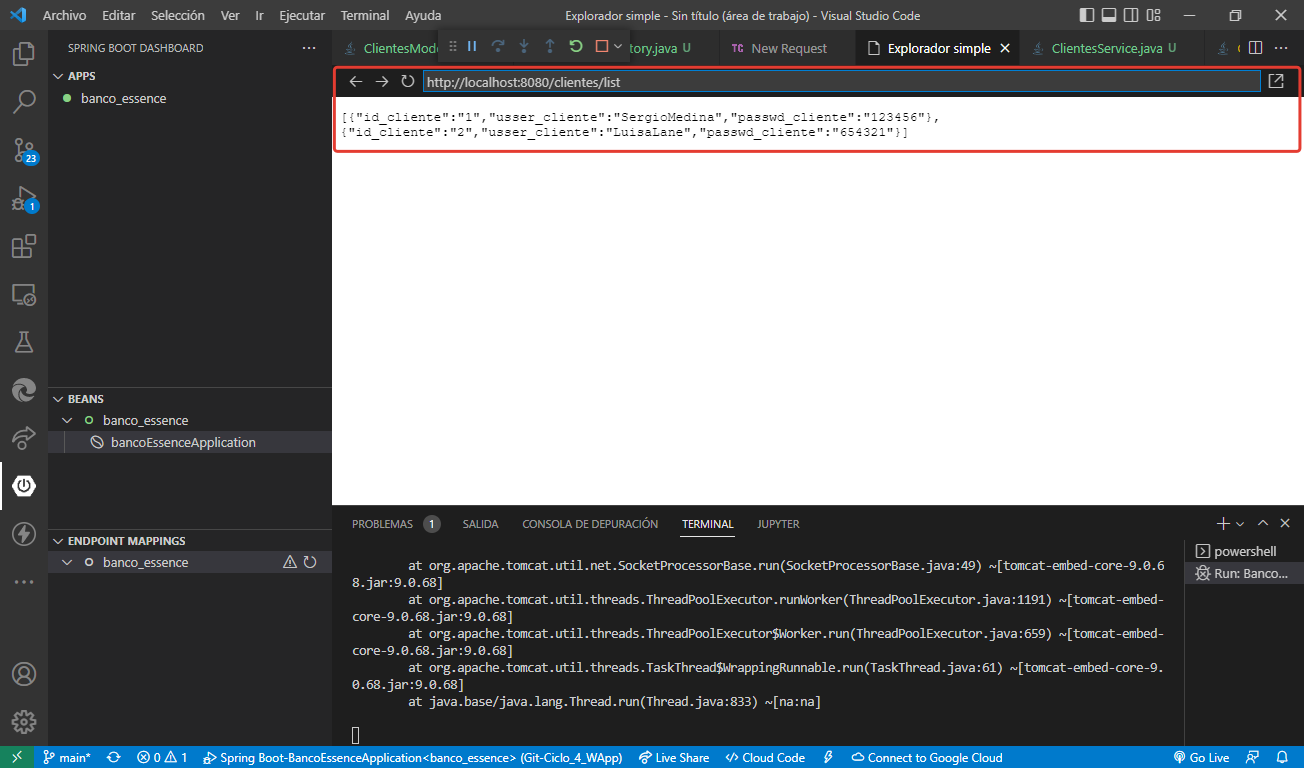 Archivo Editar Selección Ver Ir Ejecutar Terminal Ayuda
Explorador simple - Sin título (área de trabajo) - Visual Studio Code
SPRING BOOT DASHBOARD
APPS
banco_essence
BEANS
banco_essence
bancoEssenceApplication
ENDPOINT MAPPINGS
banco_essence
23
1
ClientesMode tory.java U TC New Request Explorador simple ClientesService.java U
http://localhost:8080/clientes/list
[{"id_cliente":"1","usser_cliente":"SergioMedina","passwd_cliente":"123456"},
{"id_cliente":"2","usser_cliente":"LuisaLane","passwd_cliente":"654321"}]
PROBLEMAS 1 SALIDA CONSOLA DE DEPURACIÓN TERMINAL JUPYTER
at org.apache.tomcat.util.net.SocketProcessorBase.run(SocketProcessorBase.java:49) ~[tomcat-embed-core-9.0.6
8.jar:9.0.68]
at org.apache.tomcat.util.threads.ThreadPoolExecutor.runWorker(ThreadPoolExecutor.java:1191) ~[tomcat-embed-
core-9.0.68.jar:9.0.68]
at org.apache.tomcat.util.threads.ThreadPoolExecutor$Worker.run(ThreadPoolExecutor.java:659) ~[tomcat-embed-
core-9.0.68.jar:9.0.68]
at org.apache.tomcat.util.threads.TaskThread$WrappingRunnable.run(TaskThread.java:61) ~[tomcat-embed-core-9.
0.68.jar:9.0.68]
at java.base/java.lang.Thread.run(Thread.java:833) ~[na:na]
powershell
Run: Banco...
main* 0 1 Spring Boot-BancoEssenceApplication<banco_essence> (Git-Ciclo_4_WApp) Live Share Cloud Code Connect to Google Cloud Go Live